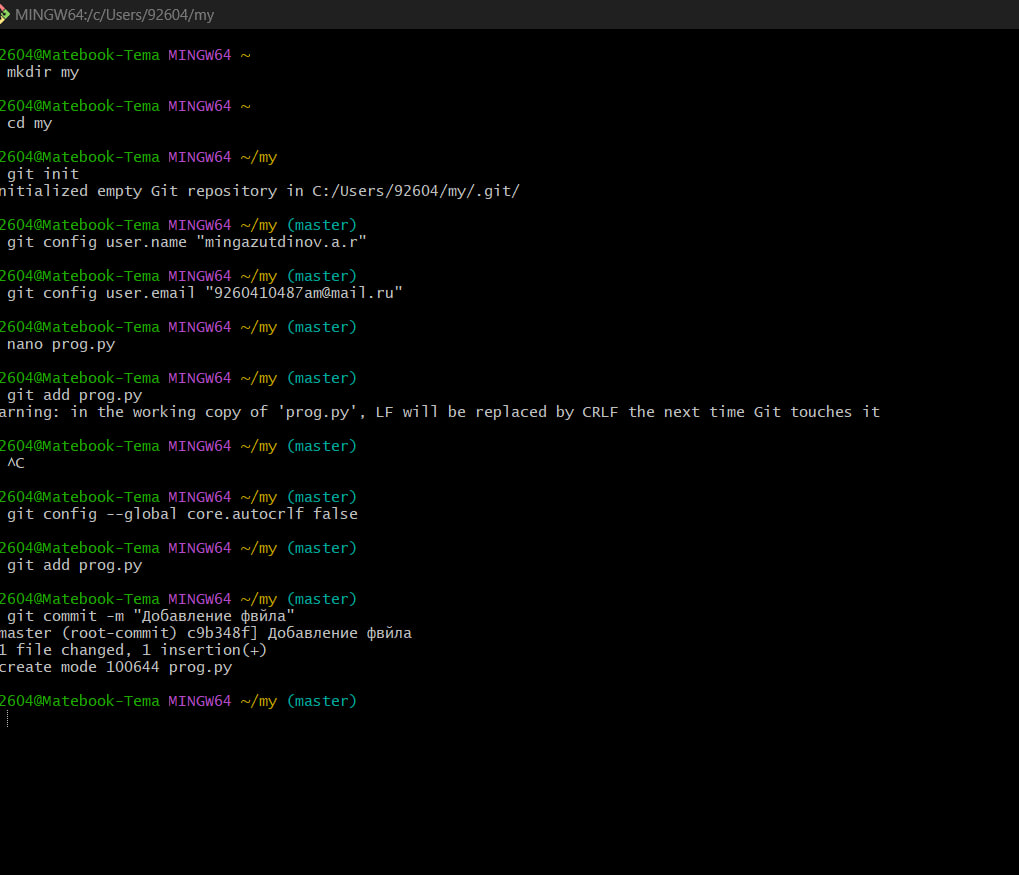 MINGW64:/c/Users/92604/my
2604@Matebook-Tema MINGW64 ~
mkdir my
2604@Matebook-Tema MINGW64 ~
cd my
2604@Matebook-Tema MINGW64 ~/my
git init
nitialized empty Git repository in C:/Users/92604/my/.git/
2604@Matebook-Tema MINGW64 ~/my (master)
git config user.name "mingazutdinov.a.r"
2604@Matebook-Tema MINGW64 ~/my (master)
git config user.email "9260410487am@mail.ru"
2604@Matebook-Tema MINGW64 ~/my (master)
nano prog.py
2604@Matebook-Tema MINGW64 ~/my (master)
git add prog.py
arning: in the working copy of 'prog.py', LF will be replaced by CRLF the next time Git touches it
2604@Matebook-Tema MINGW64 ~/my (master)
^C
2604@Matebook-Tema MINGW64 ~/my (master)
git config --global core.autocrlf false
2604@Matebook-Tema MINGW64 ~/my (master)
git add prog.py
2604@Matebook-Tema MINGW64 ~/my (master)
git commit -m "Добавление фвйла"
master (root-commit) c9b348f] Добавление фвйла
1 file changed, 1 insertion(+)
create mode 100644 prog.py
2604@Matebook-Tema MINGW64 ~/my (master)